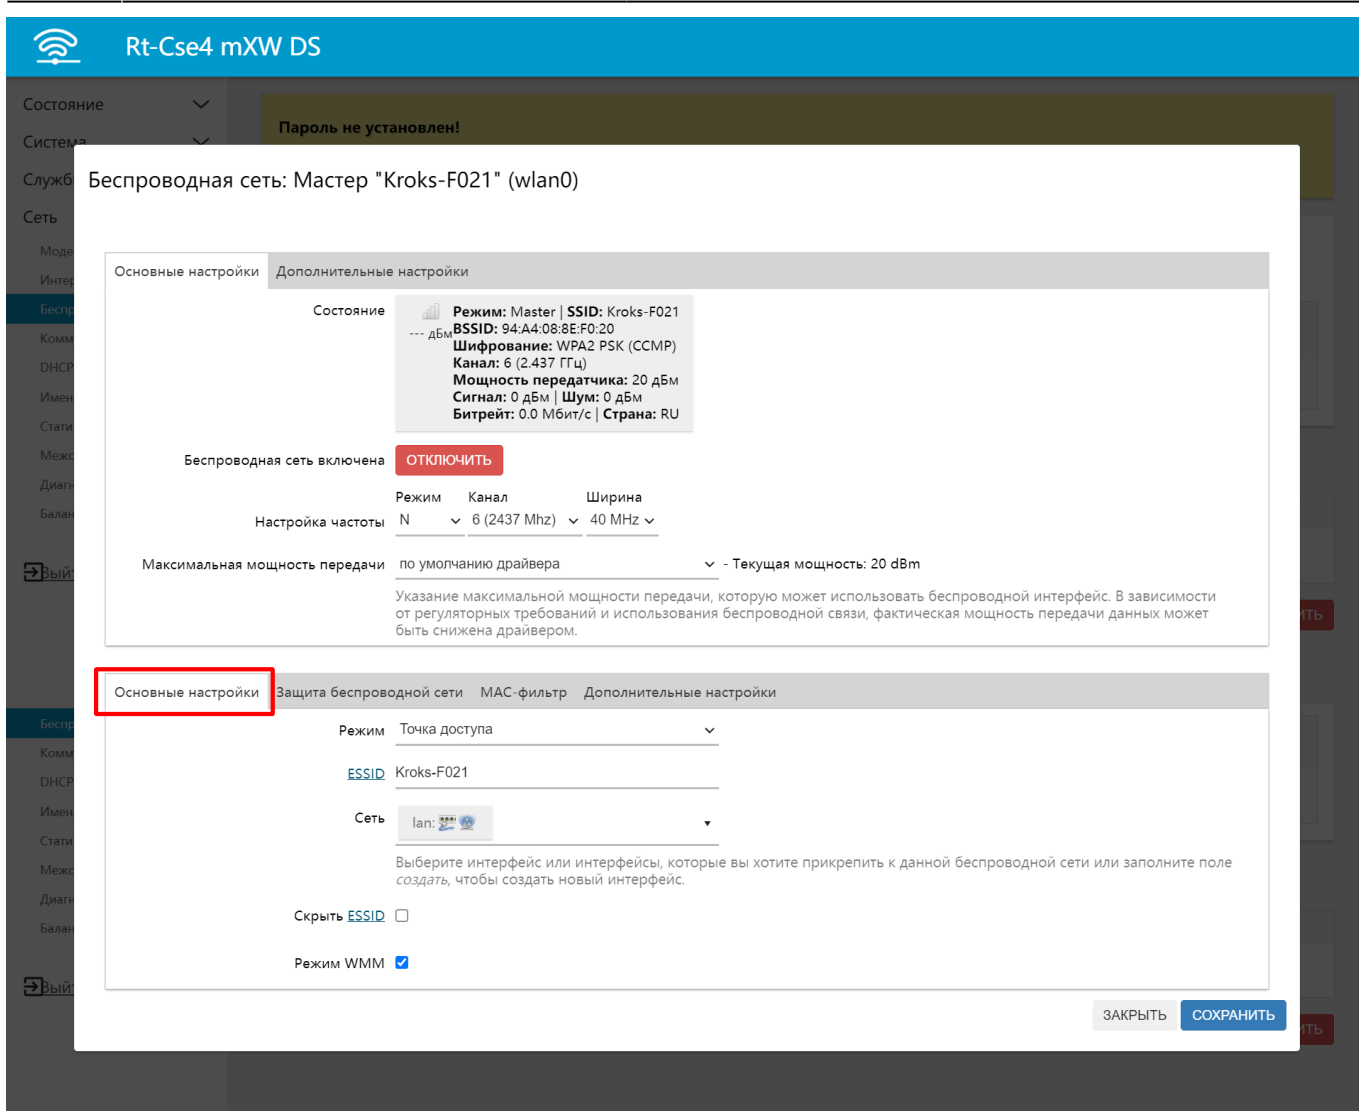 Rt-Cse4 mXW DS
Состояние
Пароль не установлен!
Система
Беспроводная сеть: Мастер "Kroks-F021" (wlan0)
Сеть
Основные настройки Дополнительные настройки
Состояние
Режим: Master | SSID: Kroks-F021
--- дБм BSSID: 94:A4:08:8E:F0:20
Шифрование: WPA2 PSK (CCMP)
Канал: 6 (2.437 ГГц)
Мощность передатчика: 20 дБм
Сигнал: 0 дБм | Шум: 0 дБм
Битрейт: 0.0 Мбит/с | Страна: RU
DHCP
Беспроводная сеть включена ОТКЛЮЧИТЬ
Режим Канал Ширина
Настройка частоты N 6 (2437 Mhz) 40 MHz
Максимальная мощность передачи по умолчанию драйвера - Текущая мощность: 20 dBm
Указание максимальной мощности передачи, которую может использовать беспроводной интерфейс. В зависимости
от регуляторных требований и использования беспроводной связи, фактическая мощность передачи данных может
быть снижена драйвером.
Основные настройки Защита беспроводной сети MAC-фильтр Дополнительные настройки
Режим Точка доступа
ESSID Kroks-F021
DHCP
Сеть lan:
Выберите интерфейс или интерфейсы, которые вы хотите прикрепить к данной беспроводной сети или заполните поле
создать, чтобы создать новый интерфейс.
Скрыть ESSID
Режим WMM
ЗАКРЫТЬ СОХРАНИТЬ